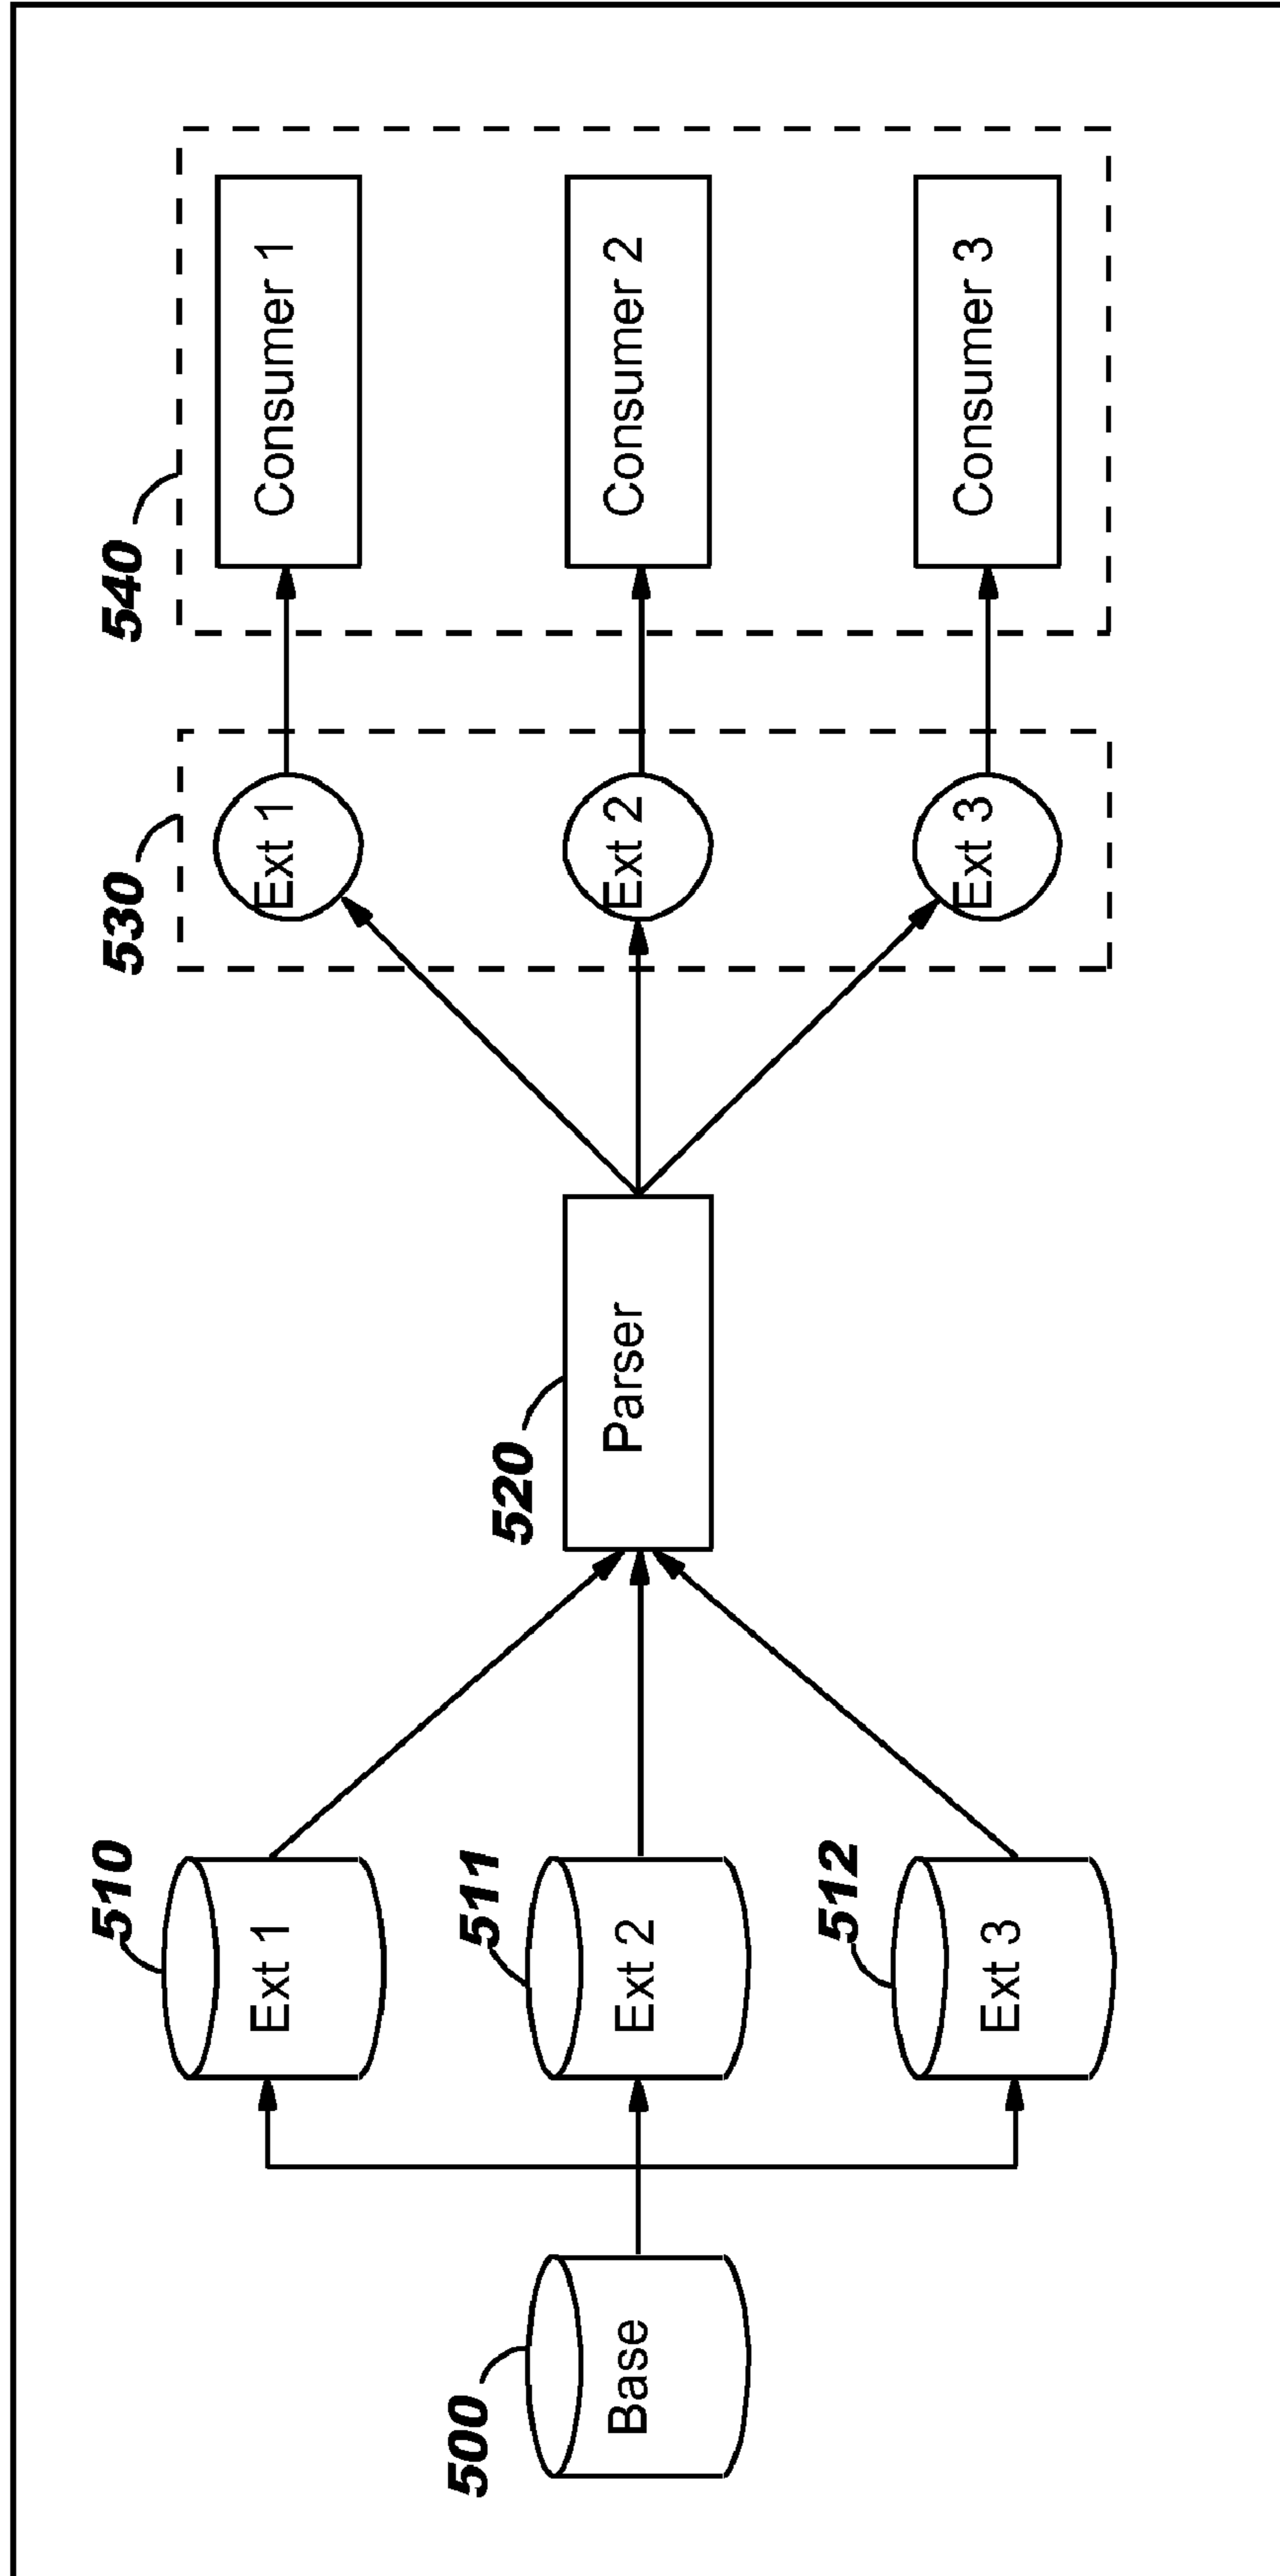 500
Base
510
Ext 1
511
Ext 2
512
Ext 3
520
Parser
530
Ext 1
Ext 2
Ext 3
540
Consumer 1
Consumer 2
Consumer 3